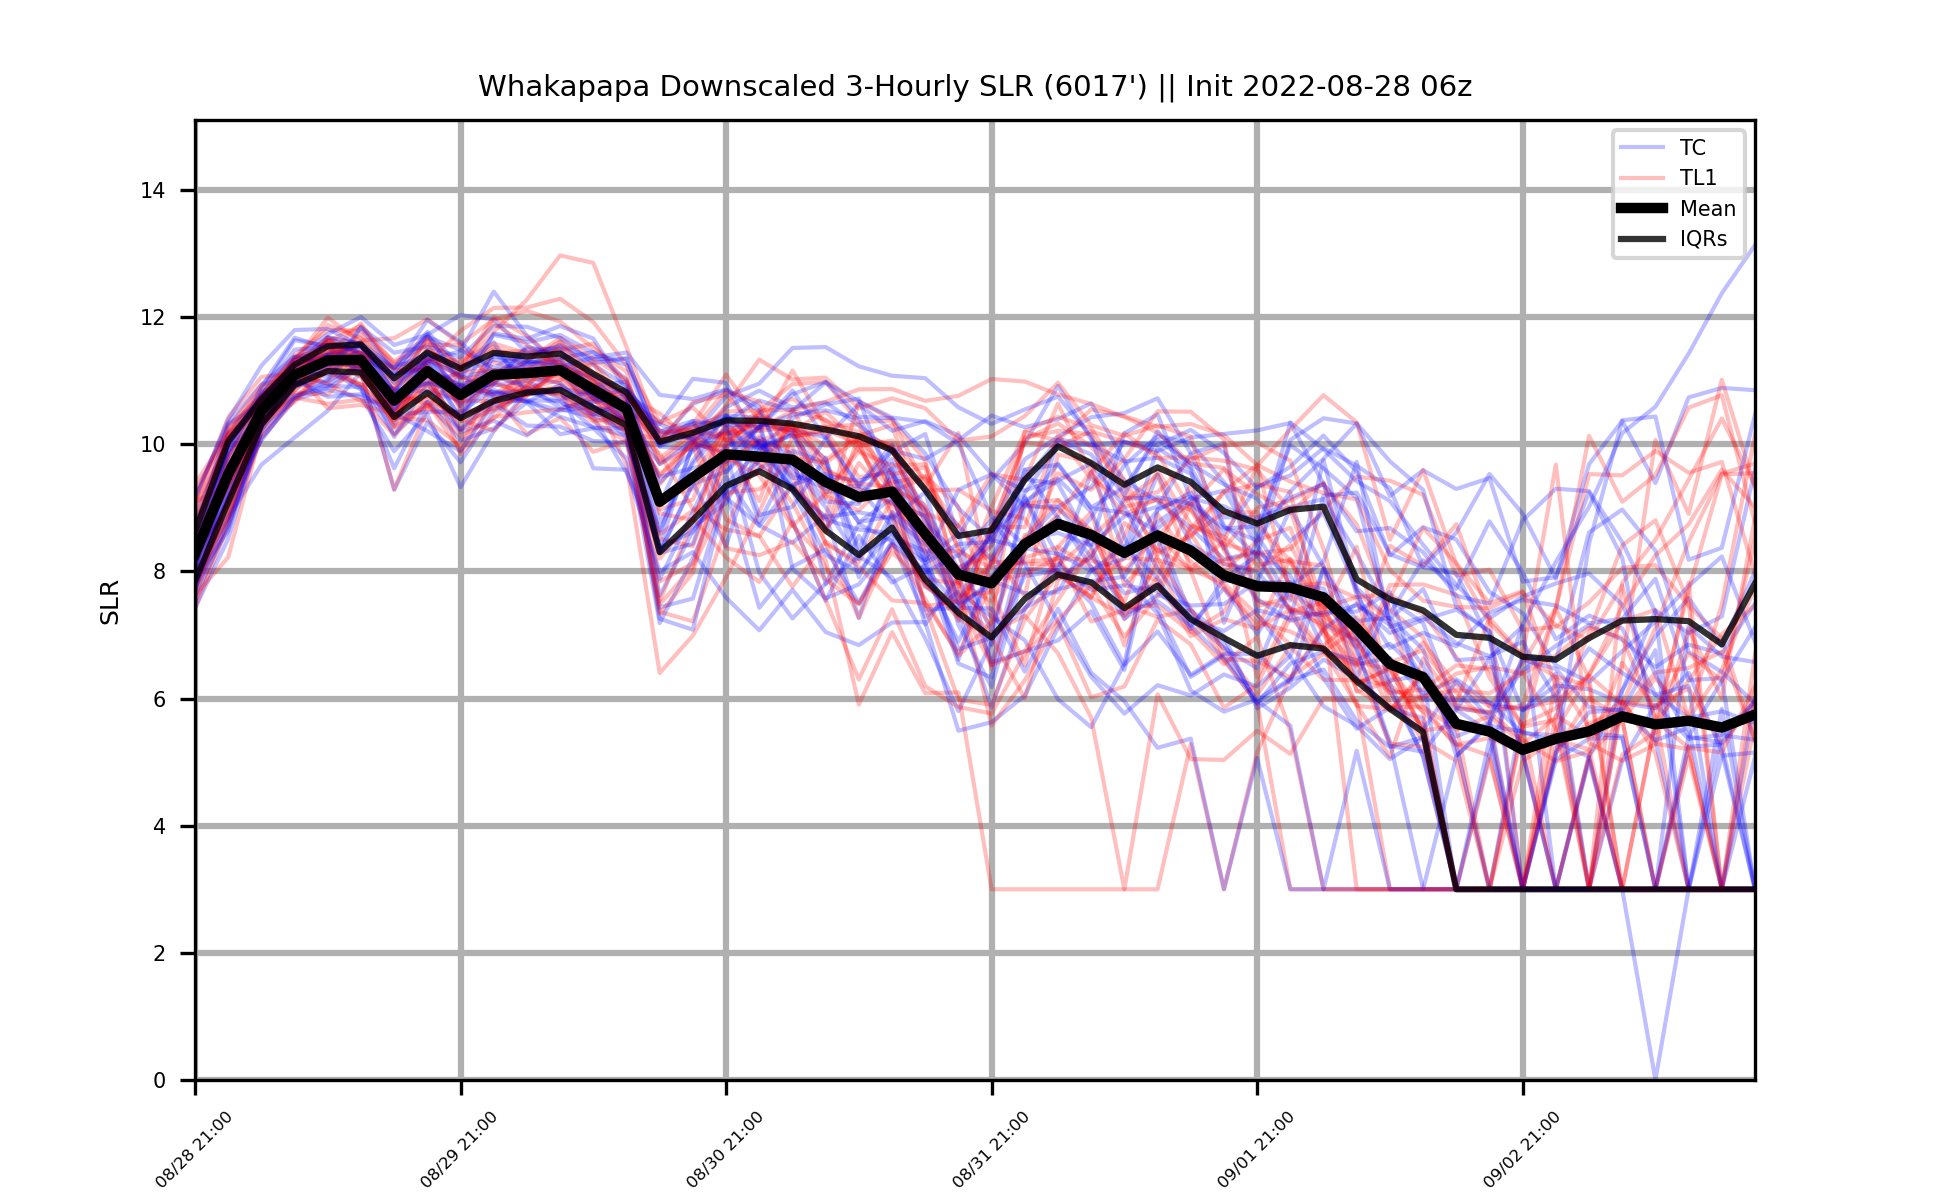 Whakapapa Downscaled 3-Hourly SLR (6017') || Init 2022-08-28 06z
TC
TL1
Mean
IQRs
SLR
14
12
10
8
6
4
2
0
08/28 21:00
08/29 21:00
08/30 21:00
08/31 21:00
09/01 21:00
09/02 21:00